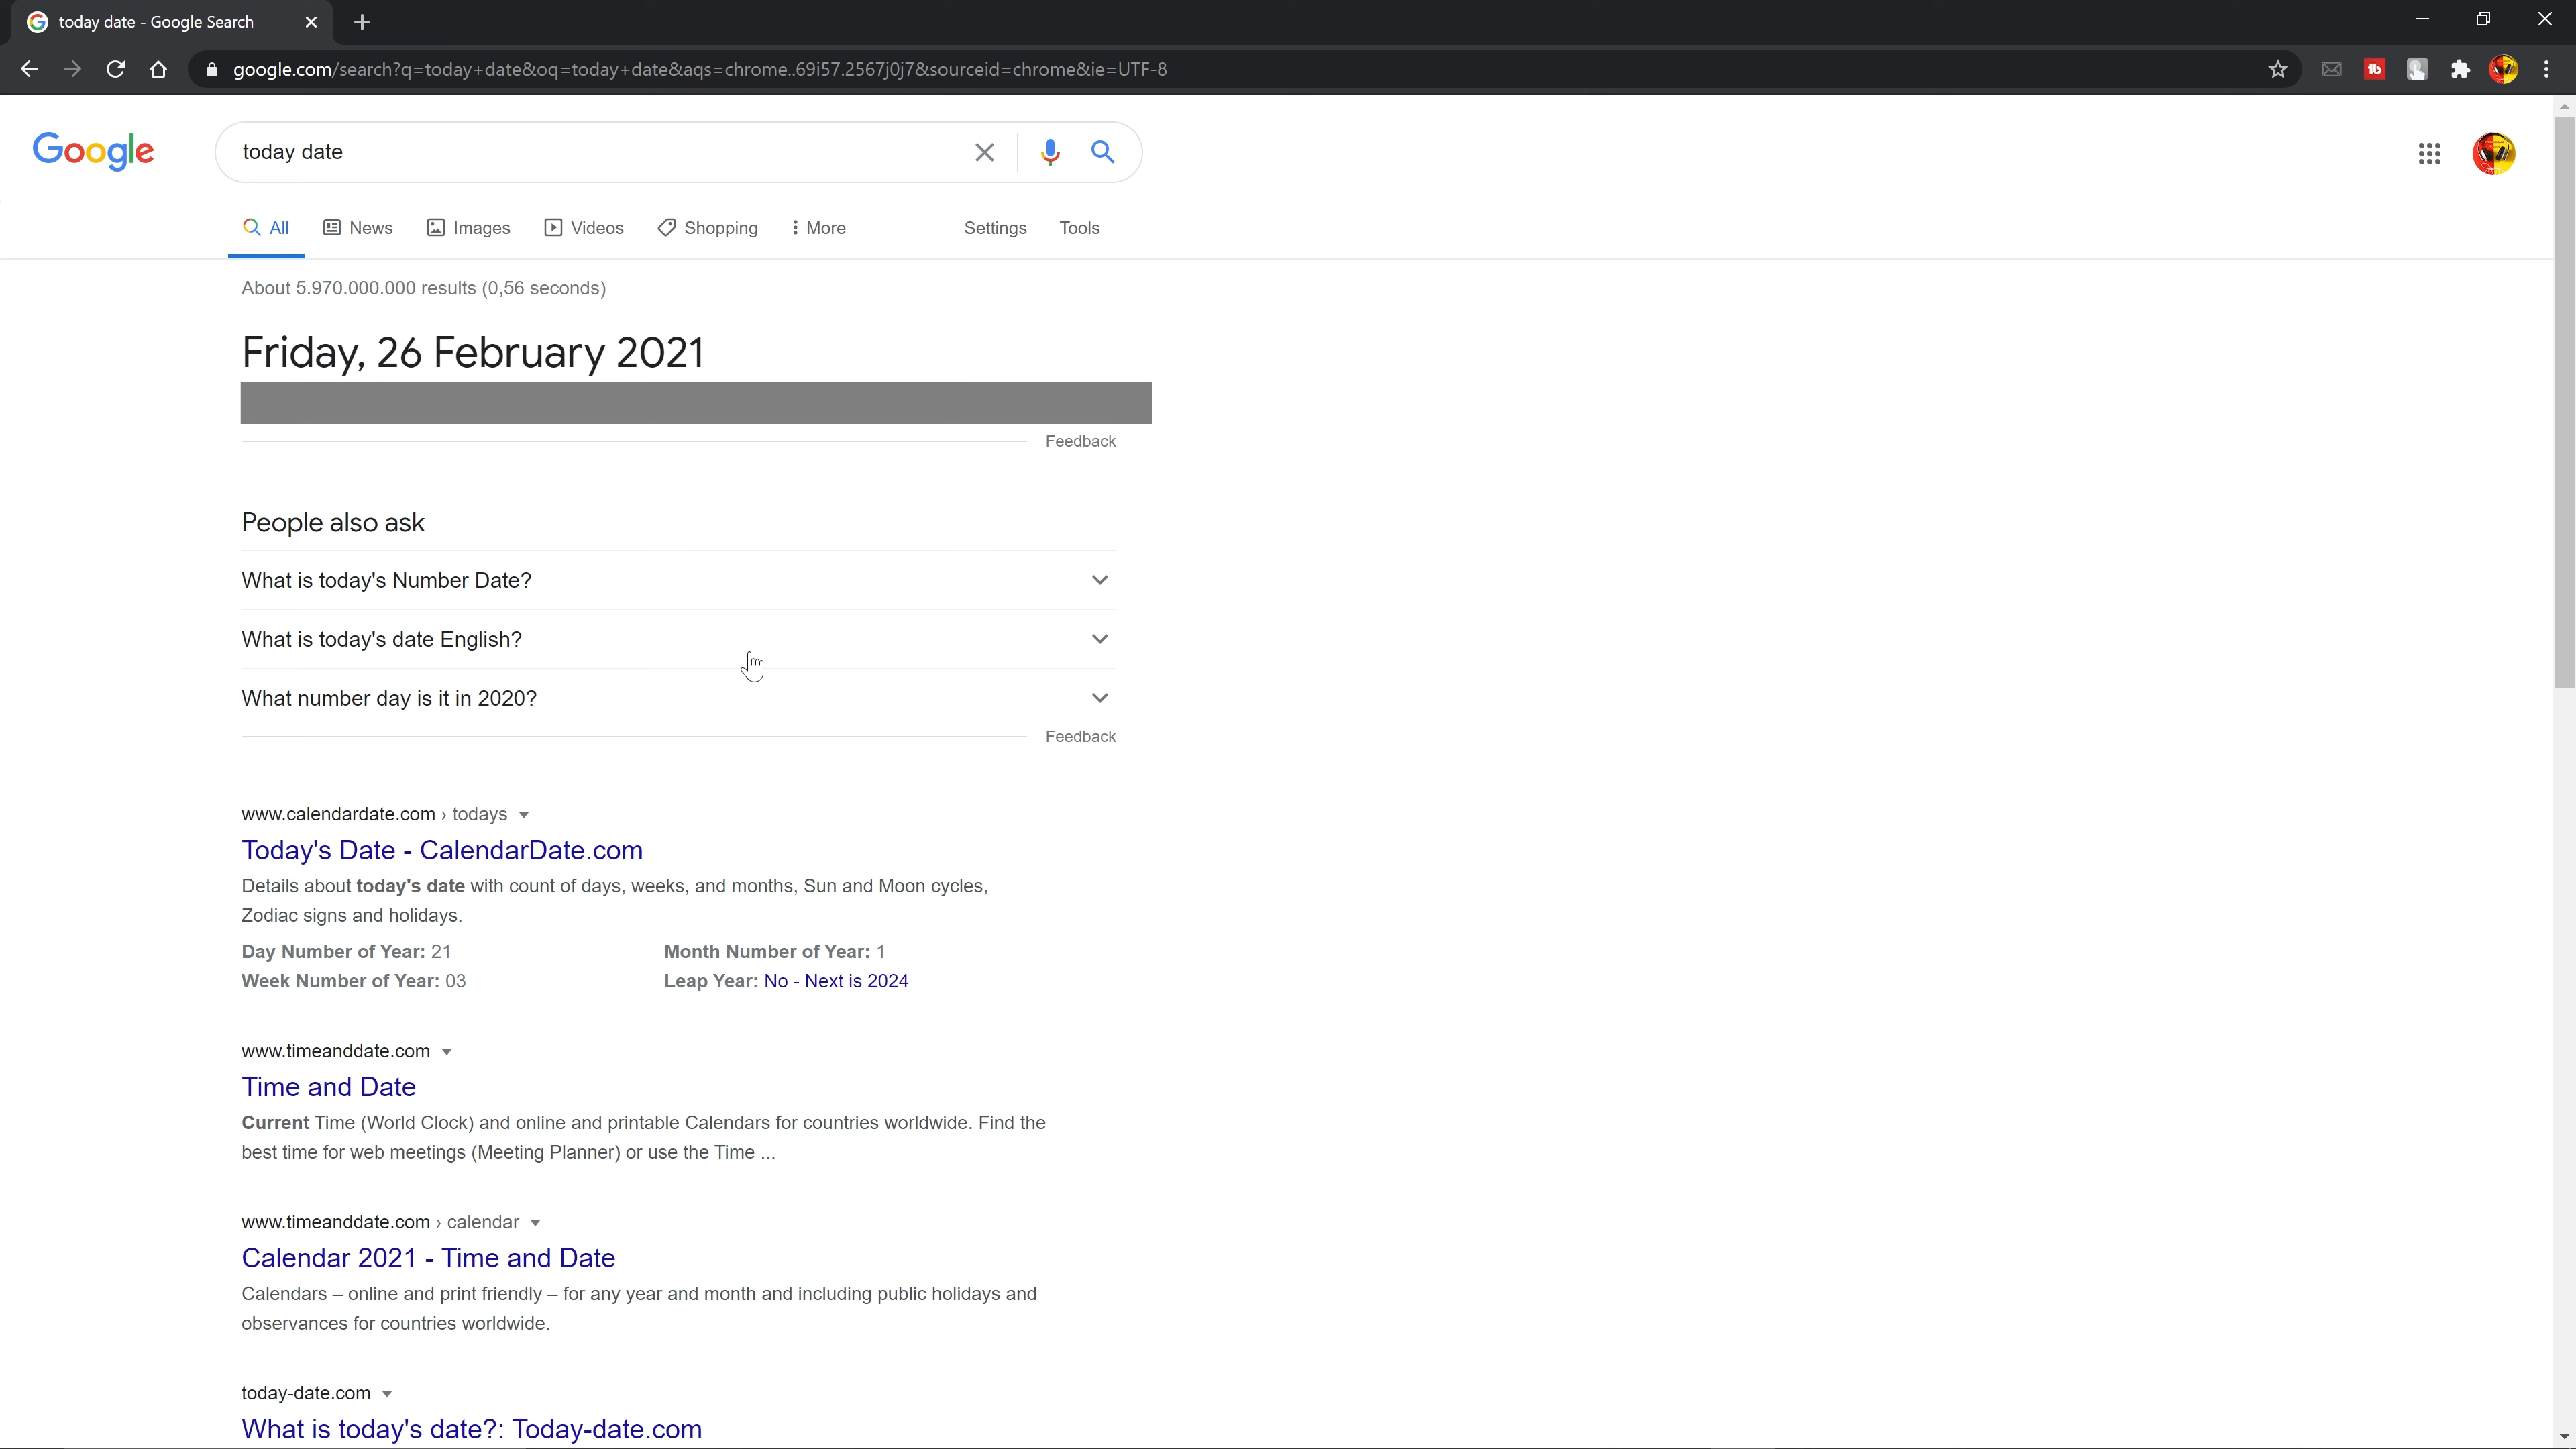 today date - Google Search
google.com/search?q=today+date&oq=today+date&aqs=chrome..69i57.2567j0j7&sourceid=chrome&ie=UTF-8
Google
today date
All News Images Videos Shopping More Settings Tools
About 5.970.000.000 results (0,56 seconds)
Friday, 26 February 2021
Feedback
People also ask
What is today's Number Date?
What is today's date English?
What number day is it in 2020?
Feedback
www.calendardate.com › todays
Today's Date - CalendarDate.com
Details about today's date with count of days, weeks, and months, Sun and Moon cycles,
Zodiac signs and holidays.
Day Number of Year: 21 Month Number of Year: 1
Week Number of Year: 03 Leap Year: No - Next is 2024
www.timeanddate.com
Time and Date
Current Time (World Clock) and online and printable Calendars for countries worldwide. Find the
best time for web meetings (Meeting Planner) or use the Time ...
www.timeanddate.com › calendar
Calendar 2021 - Time and Date
Calendars – online and print friendly – for any year and month and including public holidays and
observances for countries worldwide.
today-date.com
What is today's date?: Today-date.com